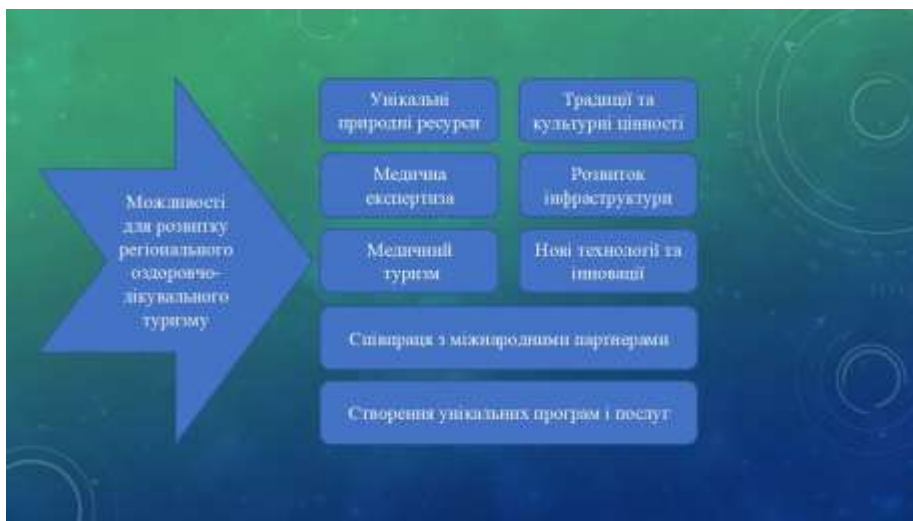 Можливості
для розвитку
регіонального
оздоровчо-
лікувального
туризму
Унікальні
природні ресурси
Традиції та
культурні цінності
Медична
експертиза
Розвиток
інфраструктури
Медичний
туризм
Нові технології та
інновації
Співпраця з міжнародними партнерами
Створення унікальних програм і послуг